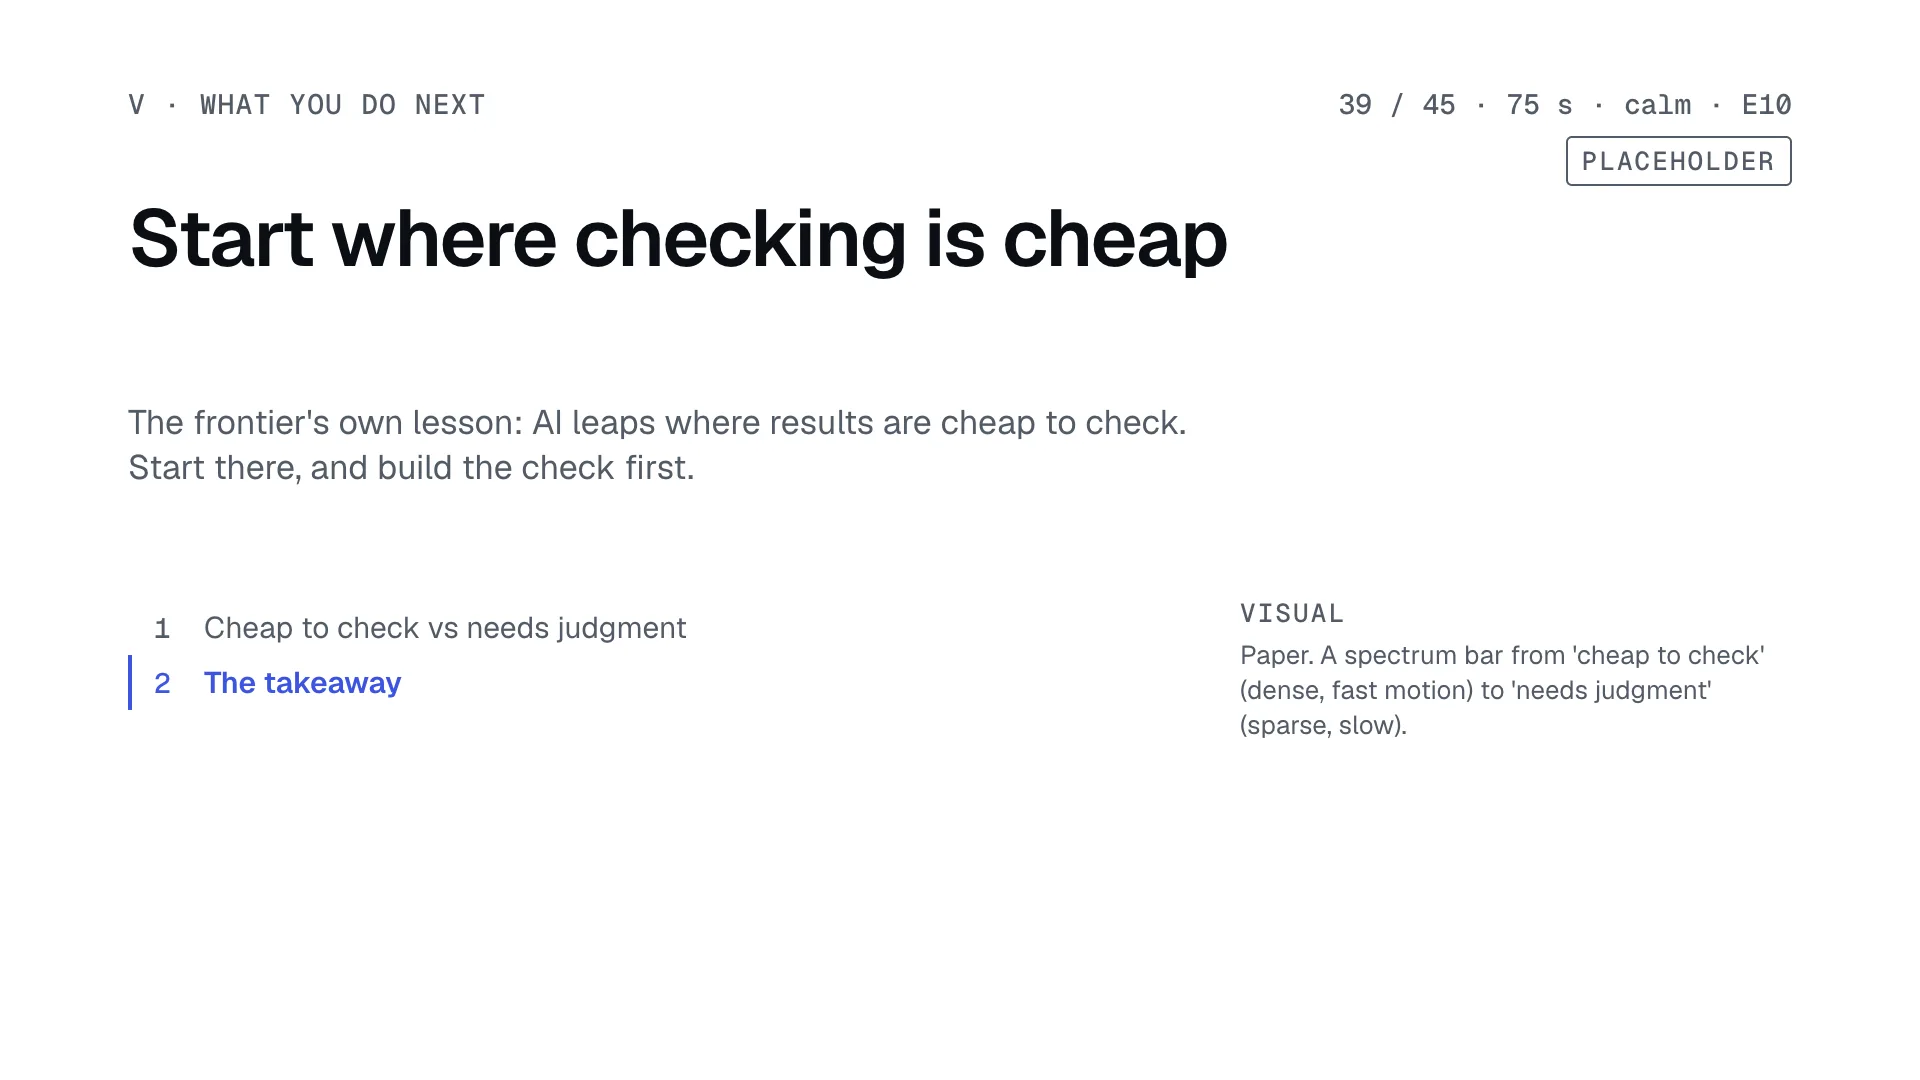 V · WHAT YOU DO NEXT
39 / 45 · 75 s · calm · E10
PLACEHOLDER
Start where checking is cheap
The frontier's own lesson: AI leaps where results are cheap to check.
Start there, and build the check first.
1 Cheap to check vs needs judgment
2 The takeaway
VISUAL
Paper. A spectrum bar from 'cheap to check'
(dense, fast motion) to 'needs judgment'
(sparse, slow).